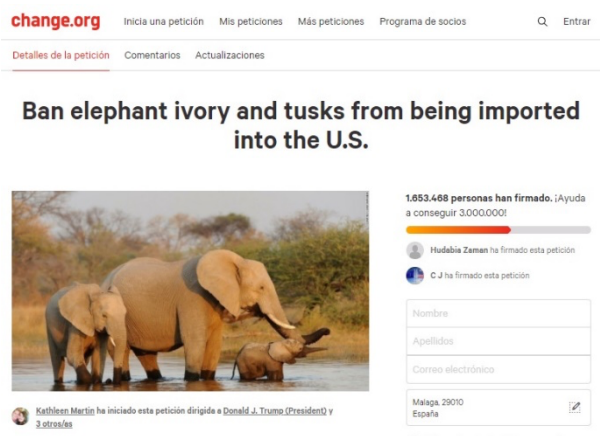 change.org
Inicia una petición
Mis peticiones
Más peticiones
Programa de socios
Entrar
Detalles de la petición
Comentarios
Actualizaciones
Ban elephant ivory and tusks from being imported
into the U.S.
1.653.468 personas han firmado. ¡Ayuda
a conseguir 3.000.000!
Hudabia Zaman ha firmado esta petición
C J ha firmado esta petición
Nombre
Apellidos
Correo electrónico
Malaga, 29010
España
Kathleen Martin ha iniciado esta petición dirigida a Donald J. Trump (President) y
3 otros/as